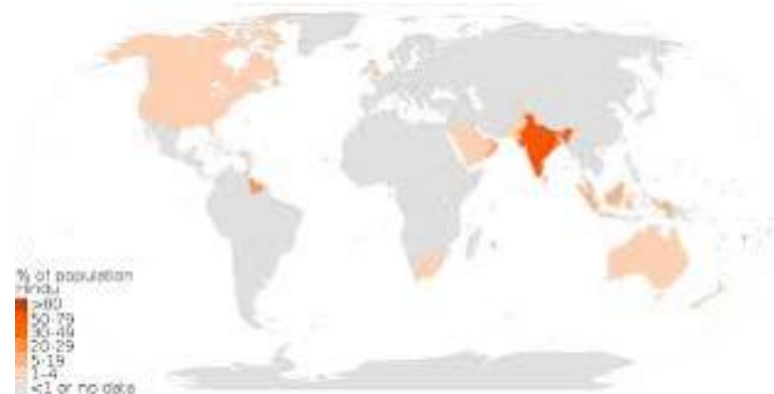 % of population
Hindu
>80
50-79
30-49
20-29
5-19
1-4
<1 or no data